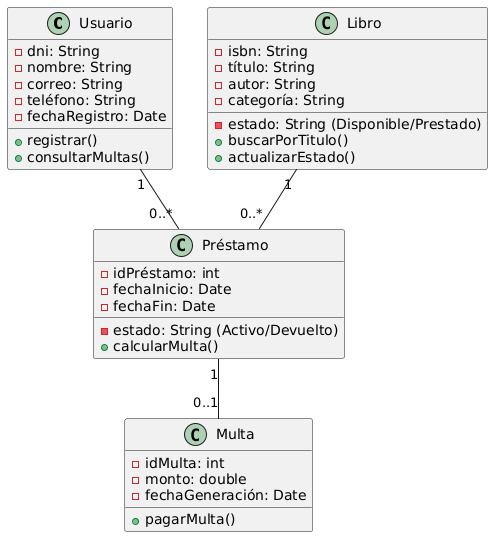 C Usuario
dni: String
nombre: String
correo: String
teléfono: String
fechaRegistro: Date
registrar()
consultarMultas()
C Libro
isbn: String
título: String
autor: String
categoría: String
estado: String (Disponible/Prestado)
buscarPorTitulo()
actualizarEstado()
1
0..*
1
0..*
C Préstamo
idPréstamo: int
fechaInicio: Date
fechaFin: Date
estado: String (Activo/Devuelto)
calcularMulta()
1
0..1
C Multa
idMulta: int
monto: double
fechaGeneración: Date
pagarMulta()